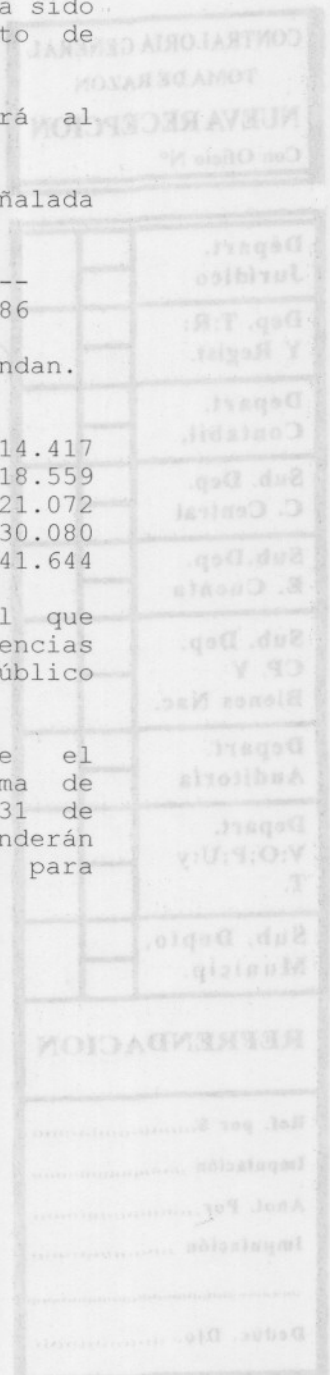 a sido
to de
rá al
ñalada
--
86
ndan.
14.417
18.559
21.072
30.080
41.644
l que
encias
úblico
e el
ma de
31 de
nderán
para
CONTRALORIA GENERAL
TOMA DE RAZON
NUEVA RECEPCION
Con Oficio Nº
Depart.
Jurídico
Dep. T:R:
Y Regist.
Depart.
Contabil.
Sub. Dep.
C. Central
Sub.Dep.
E. Cuenta
Sub. Dep.
CP. Y
Bienes Nac.
Depart.
Auditoría
Depart.
V:O;P:U:y
T.
Sub. Depto.
Municip.
REFRENDACION
Ref. por $
Imputación
Anot. Por
Imputación
Deduc. Dto.